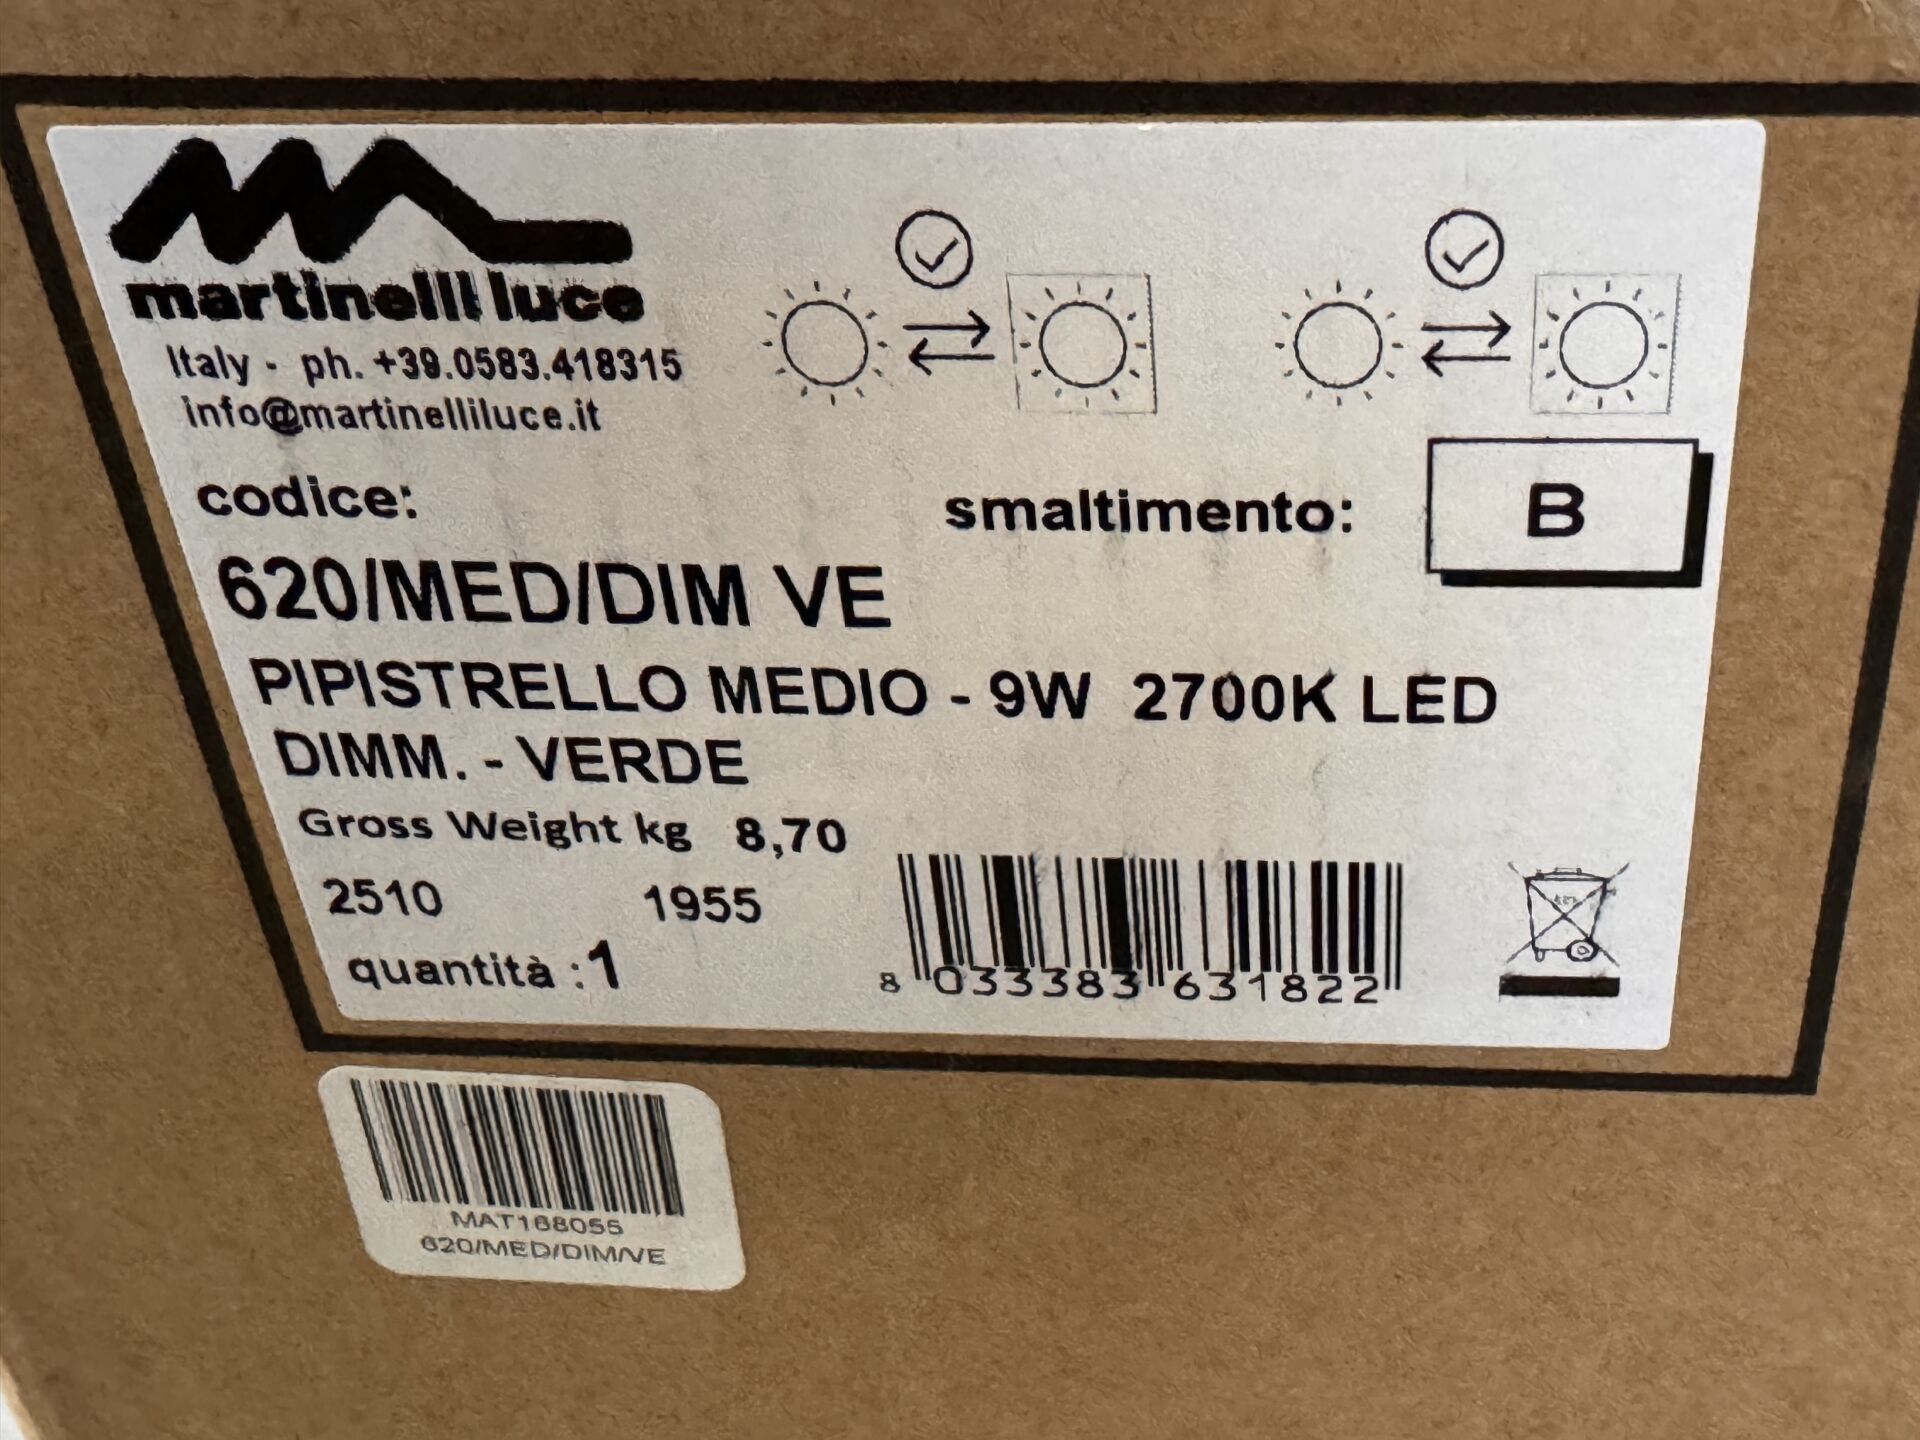 martinelli luce
Italy - ph. +39.0583.418315
info@martinelliluce.it
codice:
smaltimento:
B
620/MED/DIM VE
PIPISTRELLO MEDIO - 9W 2700K LED
DIMM. - VERDE
Gross Weight kg 8,70
2510 1955
quantità : 1
8 033383 631822
MAT168055
620/MED/DIM/VE